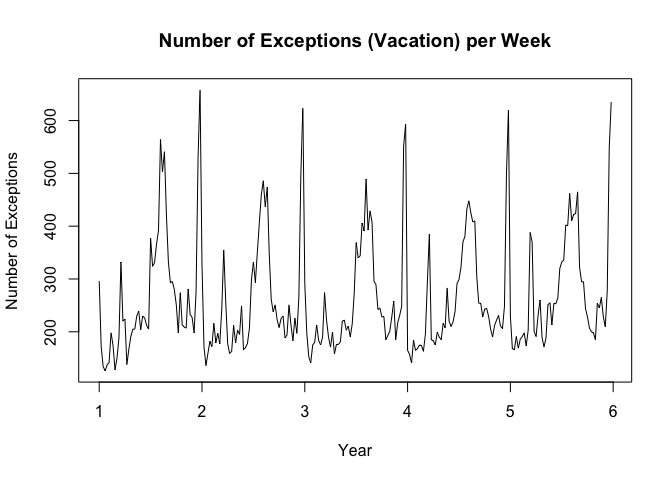 Number of Exceptions (Vacation) per Week
Number of Exceptions
600
500
400
300
200
1 2 3 4 5 6
Year